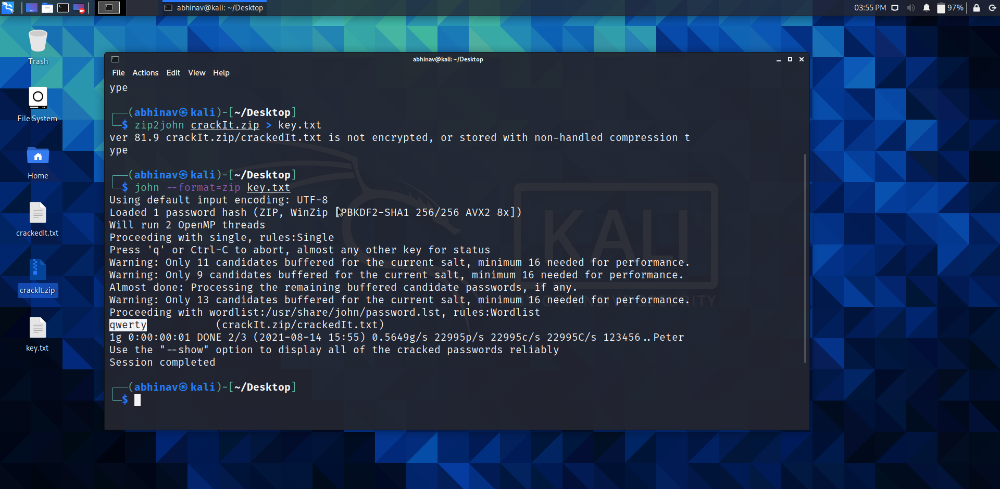 abhinav@kali: ~/Desktop
03:55 PM
97%
Trash
File System
Home
crackedIt.txt
crackIt.zip
key.txt
abhinav@kali: ~/Desktop
File Actions Edit View Help
ype
(abhinav㉿kali)-[~/Desktop]
$ zip2john crackIt.zip > key.txt
ver 81.9 crackIt.zip/crackedIt.txt is not encrypted, or stored with non-handled compression t
ype
(abhinav㉿kali)-[~/Desktop]
$ john --format=zip key.txt
Using default input encoding: UTF-8
Loaded 1 password hash (ZIP, WinZip [PBKDF2-SHA1 256/256 AVX2 8x])
Will run 2 OpenMP threads
Proceeding with single, rules:Single
Press 'q' or Ctrl-C to abort, almost any other key for status
Warning: Only 11 candidates buffered for the current salt, minimum 16 needed for performance.
Warning: Only 9 candidates buffered for the current salt, minimum 16 needed for performance.
Almost done: Processing the remaining buffered candidate passwords, if any.
Warning: Only 13 candidates buffered for the current salt, minimum 16 needed for performance.
Proceeding with wordlist:/usr/share/john/password.lst, rules:Wordlist
qwerty (crackIt.zip/crackedIt.txt)
1g 0:00:00:01 DONE 2/3 (2021-08-14 15:55) 0.5649g/s 22995p/s 22995c/s 22995C/s 123456..Peter
Use the "--show" option to display all of the cracked passwords reliably
Session completed
(abhinav㉿kali)-[~/Desktop]
$
KALI
BY OFFENSIVE SECURITY